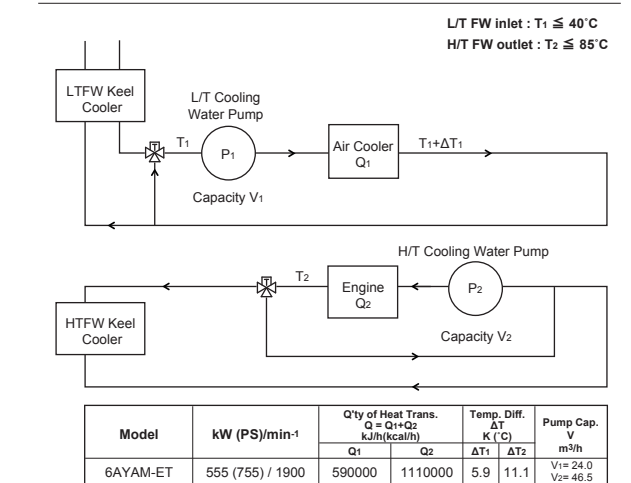 L/T FW inlet : T1 ≦ 40˚C
H/T FW outlet : T2 ≦ 85˚C
LTFW Keel
Cooler
L/T Cooling
Water Pump
T
T1
P1
Air Cooler
Q1
T1+ΔT1
Capacity V1
H/T Cooling Water Pump
HTFW Keel
Cooler
T
T2
Engine
Q2
P2
Capacity V2
Model
kW (PS)/min-1
Q'ty of Heat Trans.
Q = Q1+Q2
kJ/h(kcal/h)
Temp. Diff.
ΔT
K (˚C)
Pump Cap.
V
m3/h
Q1 Q2 ΔT1 ΔT2
6AYAM-ET 555 (755) / 1900 590000 1110000 5.9 11.1 V1= 24.0
V2= 46.5